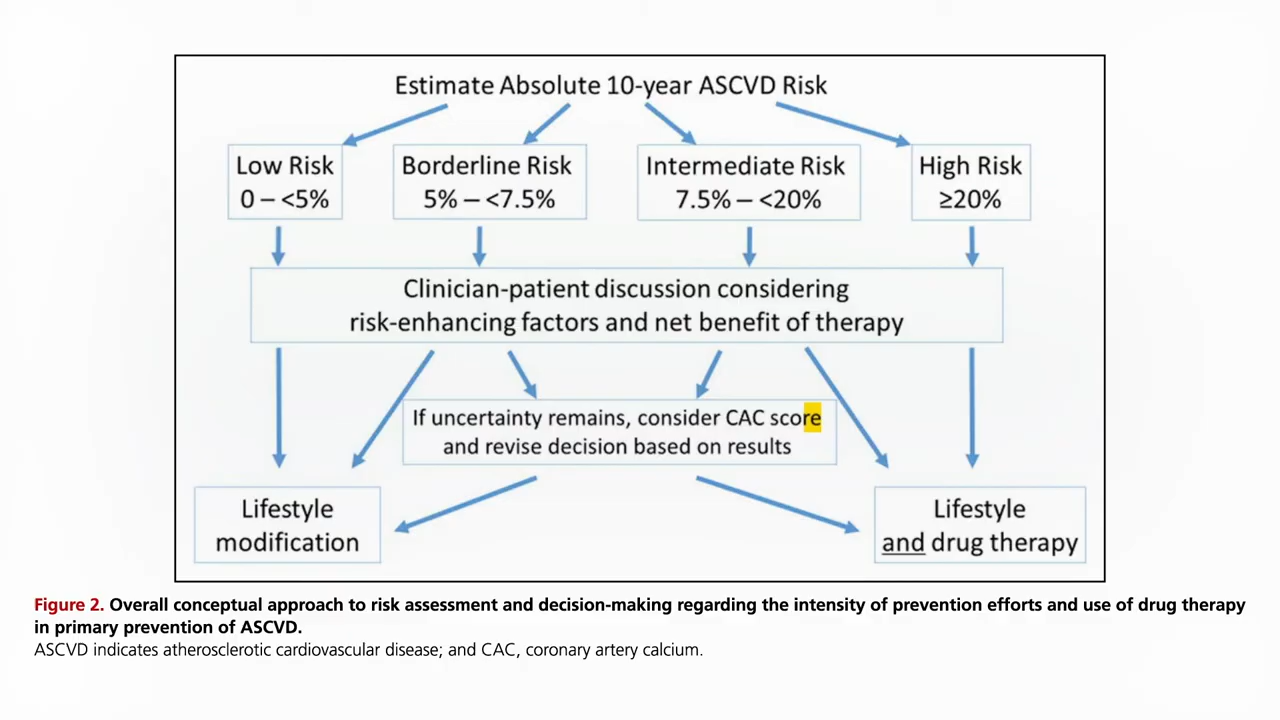 Estimate Absolute 10-year ASCVD Risk
Low Risk
0 – <5%
Borderline Risk
5% – <7.5%
Intermediate Risk
7.5% – <20%
High Risk
≥20%
Clinician-patient discussion considering
risk-enhancing factors and net benefit of therapy
If uncertainty remains, consider CAC score
and revise decision based on results
Lifestyle
modification
Lifestyle
and drug therapy
Figure 2. Overall conceptual approach to risk assessment and decision-making regarding the intensity of prevention efforts and use of drug therapy
in primary prevention of ASCVD.
ASCVD indicates atherosclerotic cardiovascular disease; and CAC, coronary artery calcium.